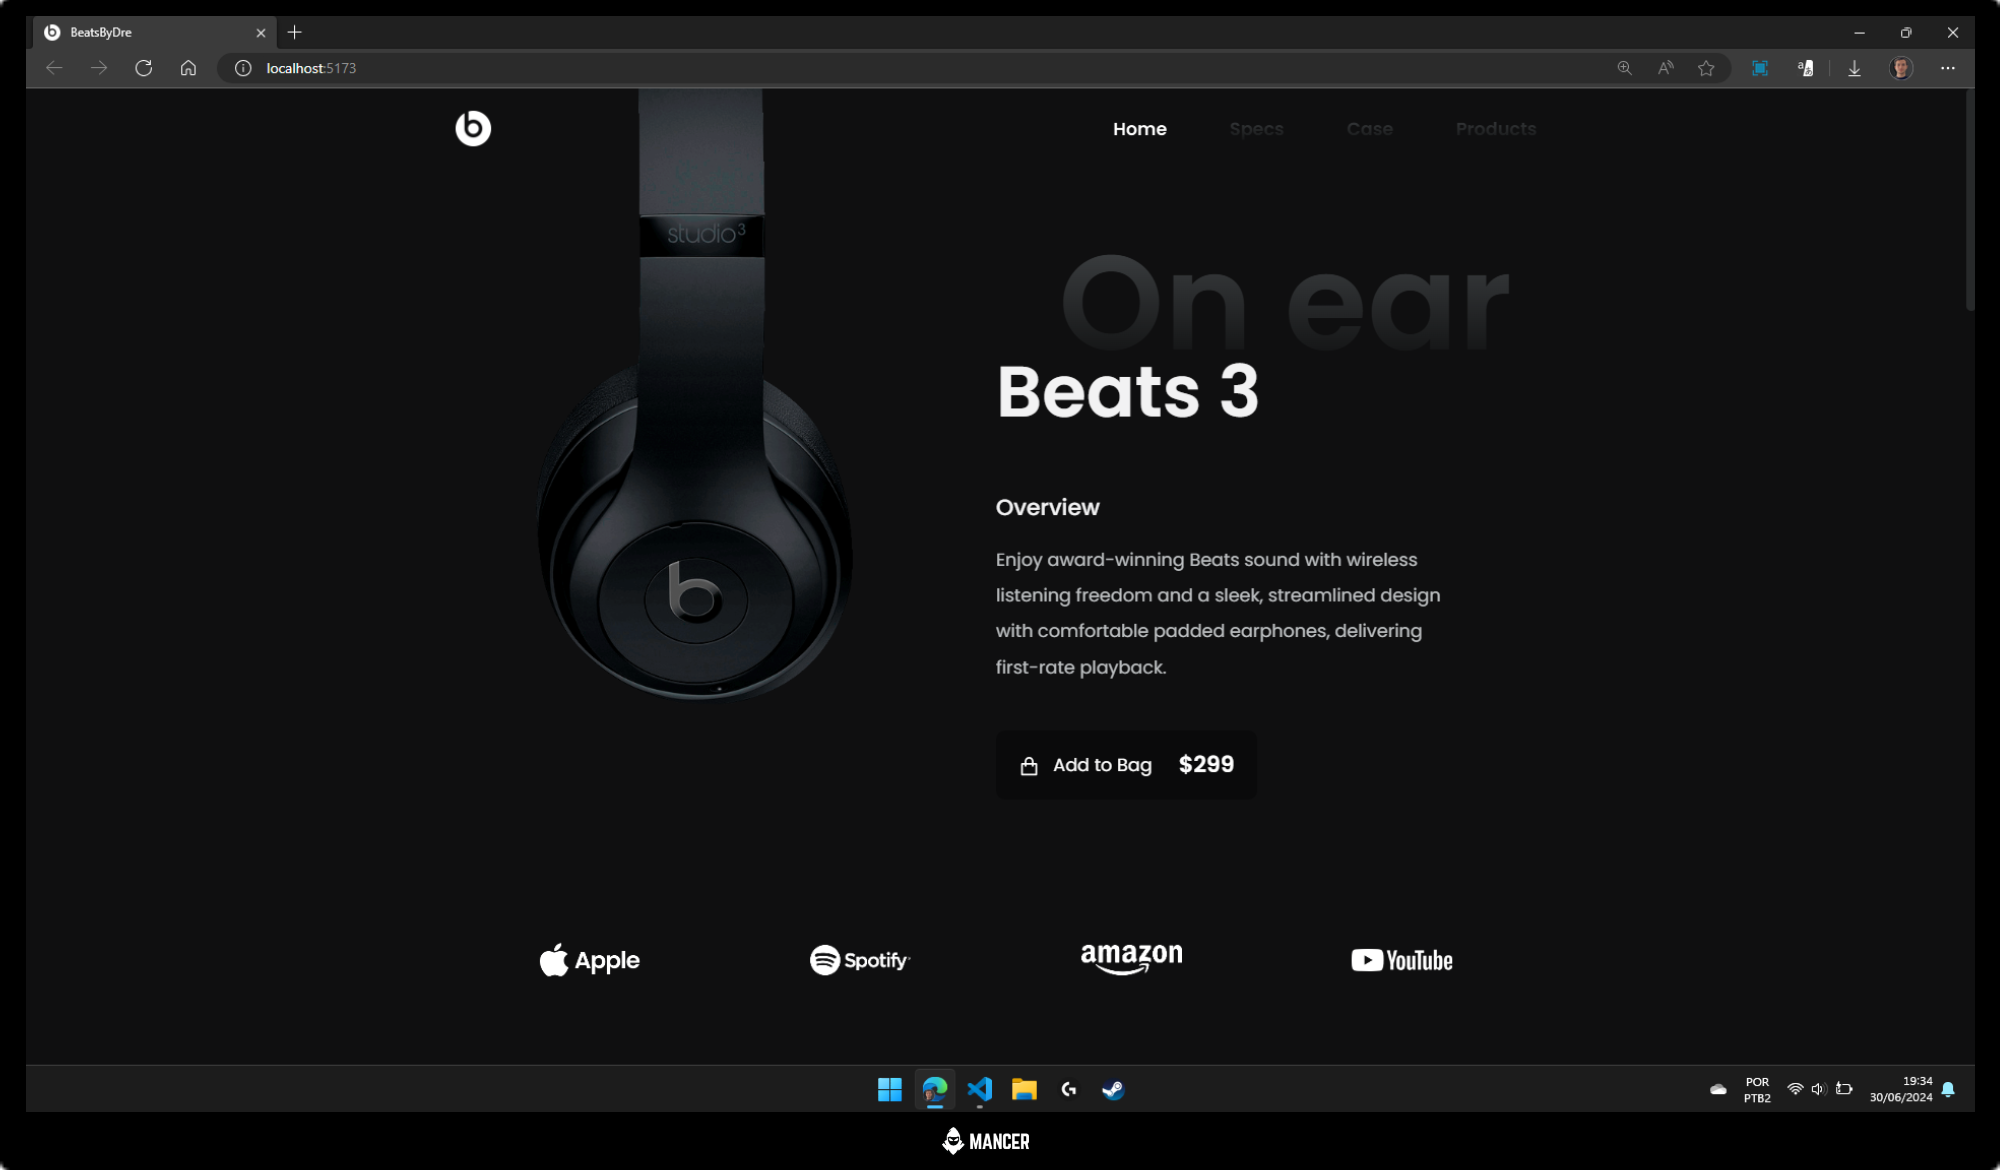 BeatsByDre
localhost:5173
Home Specs Case Products
studio3
On ear
Beats 3
Overview
Enjoy award-winning Beats sound with wireless
listening freedom and a sleek, streamlined design
with comfortable padded earphones, delivering
first-rate playback.
Add to Bag $299
Apple Spotify amazon YouTube
POR
PTB2
19:34
30/06/2024
MANCER